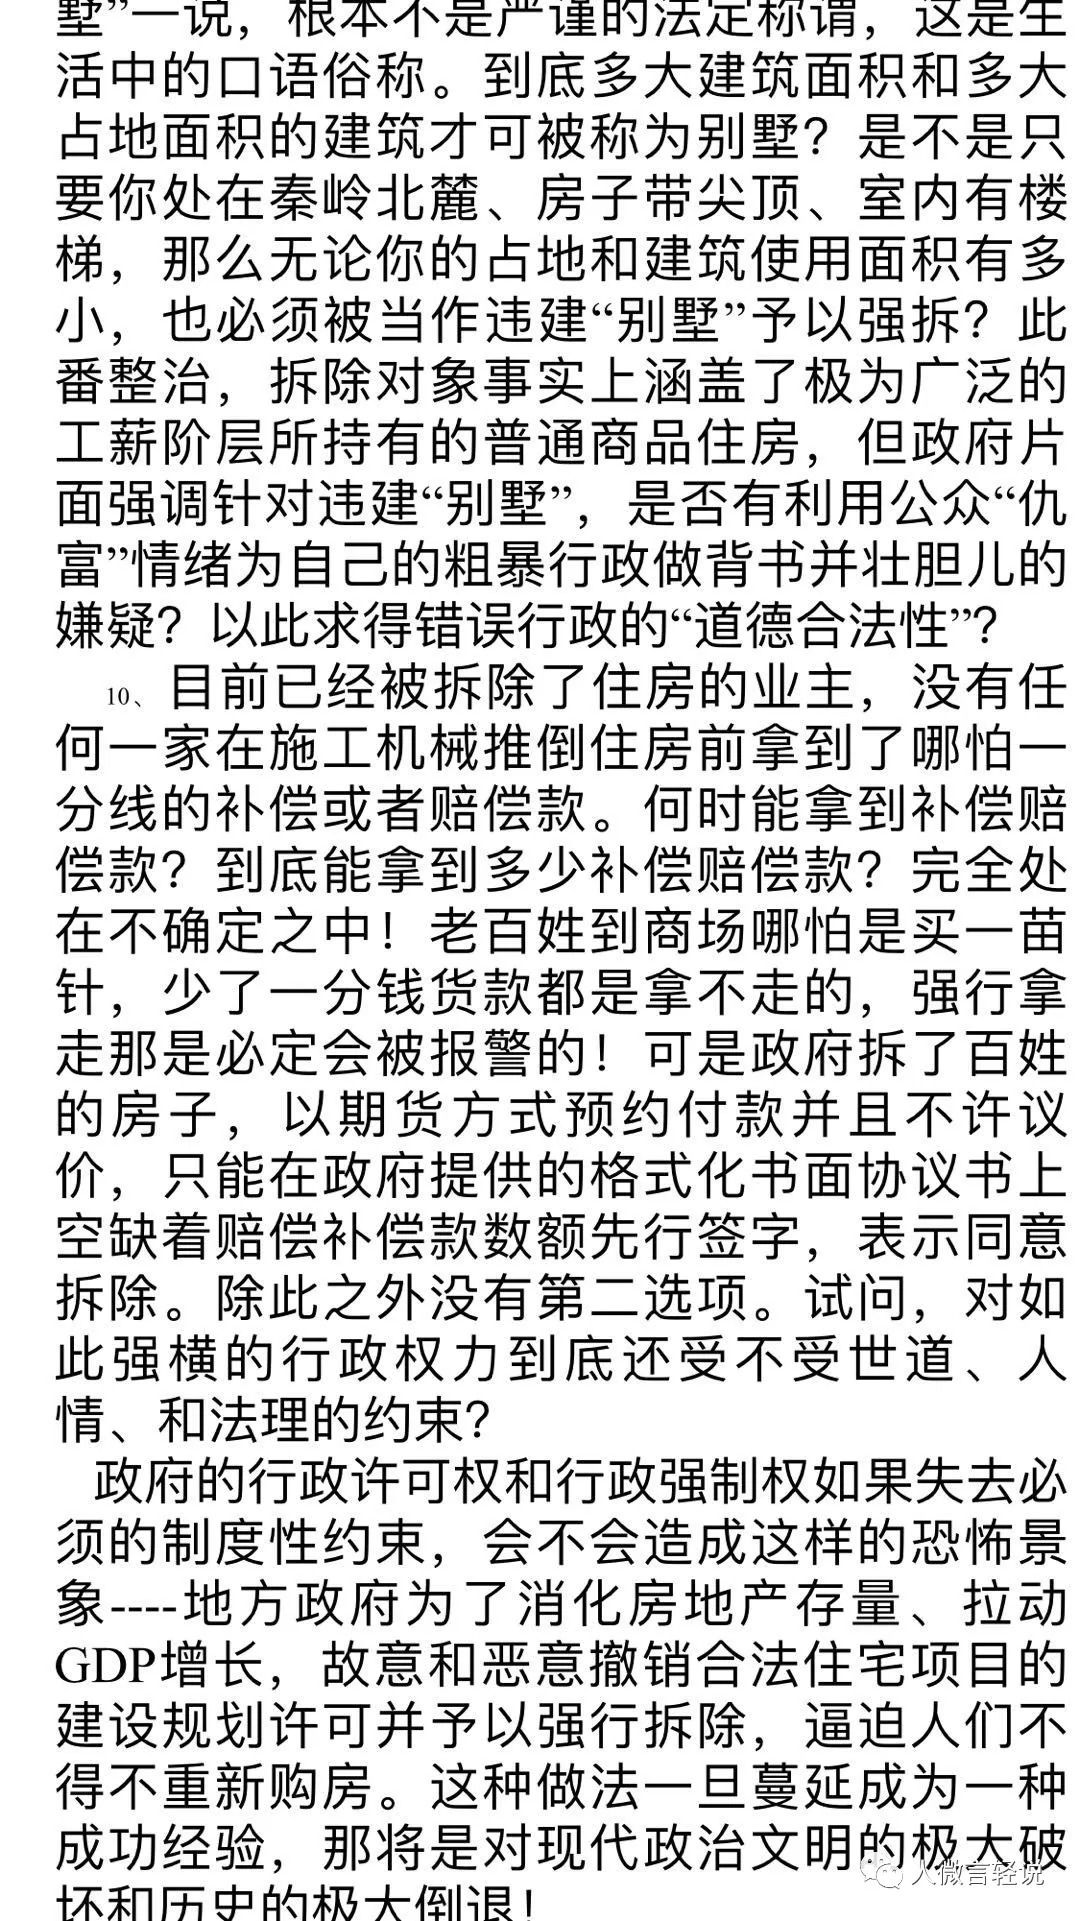 墅”一说，根本不是严谨的法定称谓，这是生
活中的口语俗称。到底多大建筑面积和多大
占地面积的建筑才可被称为别墅？是不是只
要你处在秦岭北麓、房子带尖顶、室内有楼
梯，那么无论你的占地和建筑使用面积有多
小，也必须被当作违建“别墅”予以强拆？此
番整治，拆除对象事实上涵盖了极为广泛的
工薪阶层所持有的普通商品住房，但政府片
面强调针对违建“别墅”，是否有利用公众“仇
富”情绪为自己的粗暴行政做背书并壮胆儿的
嫌疑？以此求得错误行政的“道德合法性”？
10、目前已经被拆除了住房的业主，没有任
何一家在施工机械推倒住房前拿到了哪怕一
分线的补偿或者赔偿款。何时能拿到补偿赔
偿款？到底能拿到多少补偿赔偿款？完全处
在不确定之中！老百姓到商场哪怕是买一苗
针，少了一分钱货款都是拿不走的，强行拿
走那是必定会被报警的！可是政府拆了百姓
的房子，以期货方式预约付款并且不许议
价，只能在政府提供的格式化书面协议书上
空缺着赔偿补偿款数额先行签字，表示同意
拆除。除此之外没有第二选项。试问，对如
此强横的行政权力到底还受不受世道、人
情、和法理的约束？
政府的行政许可权和行政强制权如果失去必
须的制度性约束，会不会造成这样的恐怖景
象----地方政府为了消化房地产存量、拉动
GDP增长，故意和恶意撤销合法住宅项目的
建设规划许可并予以强行拆除，逼迫人们不
得不重新购房。这种做法一旦蔓延成为一种
成功经验，那将是对现代政治文明的极大破
坏和历史的极大倒退！
人微言轻说